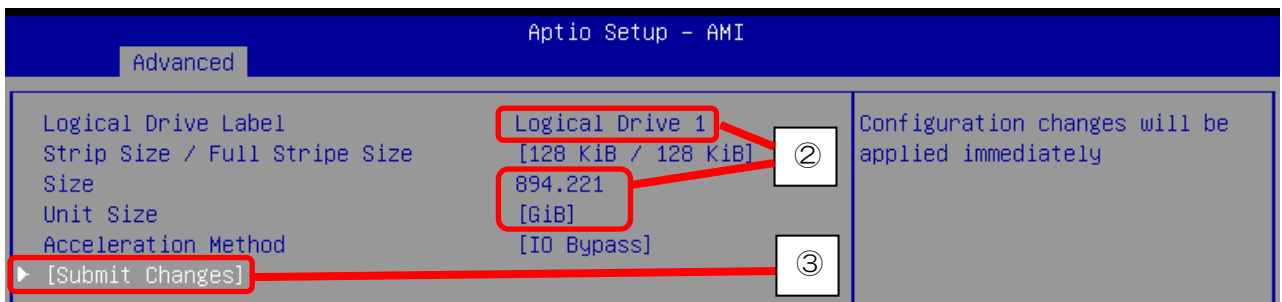 Aptio Setup – AMI
Advanced
Logical Drive Label Logical Drive 1
Strip Size / Full Stripe Size [128 KiB / 128 KiB]
Size 894.221
Unit Size [GiB]
Acceleration Method [IO Bypass]
[Submit Changes]
②
③
Configuration changes will be
applied immediately